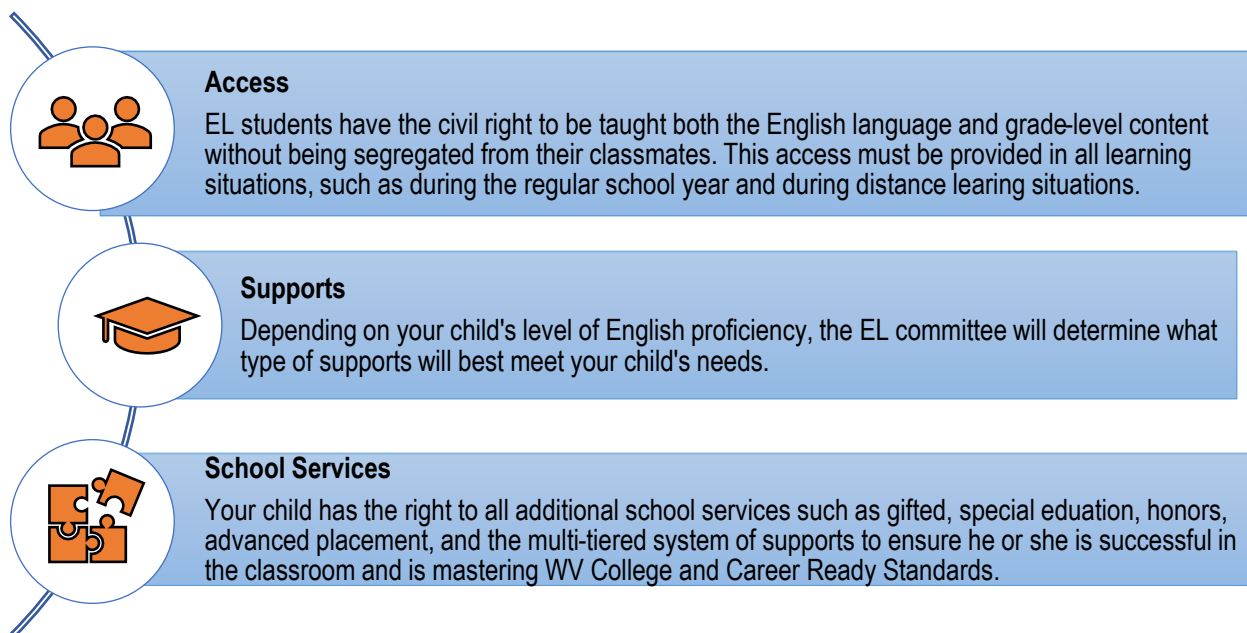 Access
EL students have the civil right to be taught both the English language and grade-level content
without being segregated from their classmates. This access must be provided in all learning
situations, such as during the regular school year and during distance learing situations.
Supports
Depending on your child's level of English proficiency, the EL committee will determine what
type of supports will best meet your child's needs.
School Services
Your child has the right to all additional school services such as gifted, special eduation, honors,
advanced placement, and the multi-tiered system of supports to ensure he or she is successful in
the classroom and is mastering WV College and Career Ready Standards.